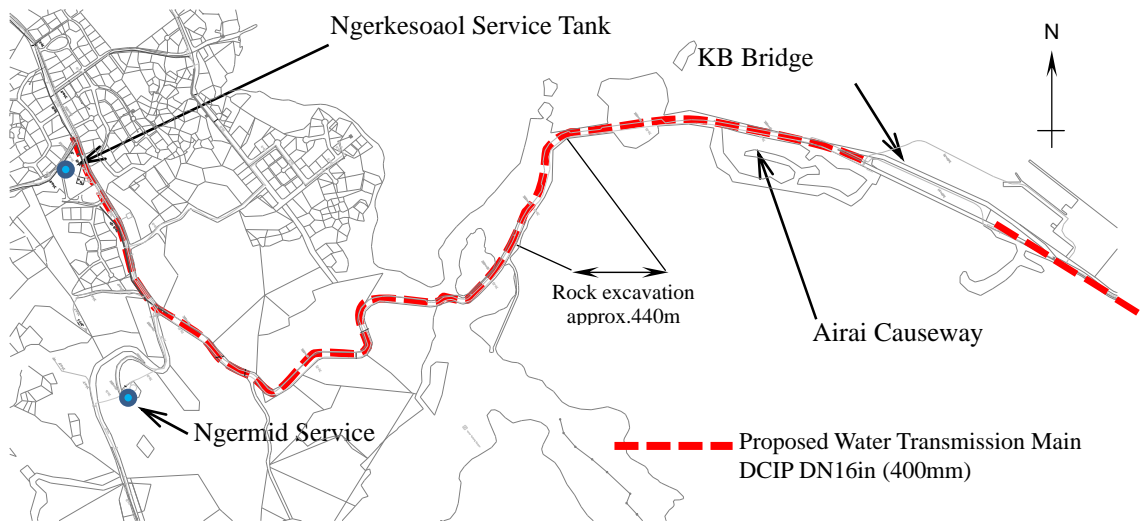 Ngerkesoaol Service Tank
KB Bridge
N
Rock excavation
approx.440m
Airai Causeway
Ngermid Service
Proposed Water Transmission Main
DCIP DN16in (400mm)